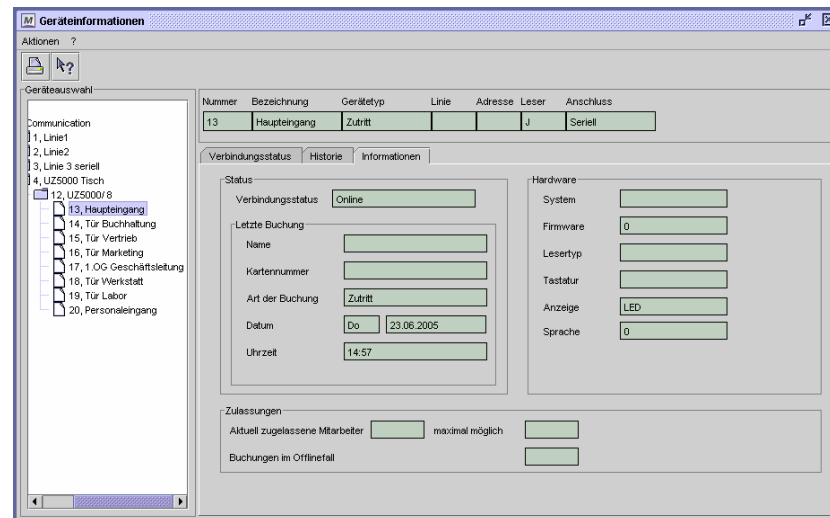 Geräteinformationen
Aktionen ?
Geräteauswahl
Communication
1, Linie1
2, Linie2
3, Linie 3 seriell
4, UZ5000 Tisch
12, UZ5000/ 8
13, Haupteingang
14, Tür Buchhaltung
15, Tür Vertrieb
16, Tür Marketing
17, 1.OG Geschäftsleitung
18, Tür Werkstatt
19, Tür Labor
20, Personaleingang
Nummer Bezeichnung Gerätetyp Linie Adresse Leser Anschluss
13 Haupteingang Zutritt J Seriell
Verbindungsstatus Historie Informationen
Status
Verbindungsstatus Online
Letzte Buchung
Name
Kartennummer
Art der Buchung Zutritt
Datum Do 23.06.2005
Uhrzeit 14:57
Hardware
System
Firmware 0
Lesertyp
Tastatur
Anzeige LED
Sprache 0
Zulassungen
Aktuell zugelassene Mitarbeiter maximal möglich
Buchungen im Offlinefall